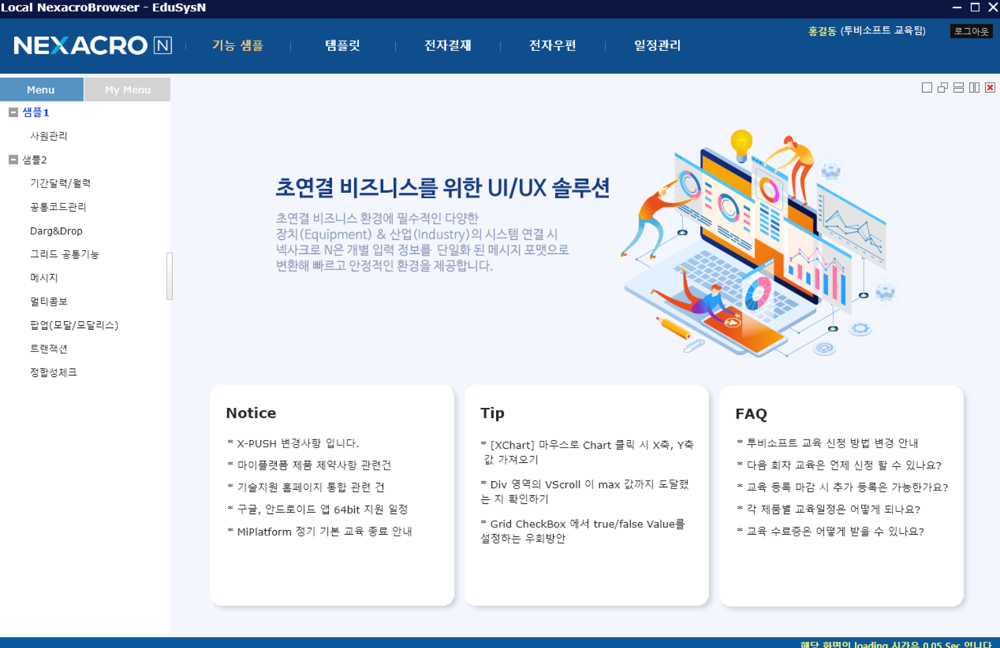 Local NexacroBrowser - EduSysN
홍길동 (투비소프트 교육팀) 로그아웃
NEXACRO N 기능 샘플 템플릿 전자결재 전자우편 일정관리
Menu My Menu
샘플1
사원관리
샘플2
기간달력/월력
공통코드관리
Darg&Drop
그리드 공통기능
메시지
멀티콤보
팝업(모달/모달리스)
트랜잭션
정합성체크
초연결 비즈니스를 위한 UI/UX 솔루션
초연결 비즈니스 환경에 필수적인 다양한
장치(Equipment) & 산업(Industry)의 시스템 연결 시
넥사크로 N은 개별 입력 정보를 단일화 된 메시지 포맷으로
변환해 빠르고 안정적인 환경을 제공합니다.
Notice
* X-PUSH 변경사항 입니다.
* 마이플랫폼 제품 제약사항 관련건
* 기술지원 홈페이지 통합 관련 건
* 구글, 안드로이드 앱 64bit 지원 일정
* MiPlatform 정기 기본 교육 종료 안내
Tip
* [XChart] 마우스로 Chart 클릭 시 X축, Y축
값 가져오기
* Div 영역의 VScroll 이 max 값까지 도달했
는 지 확인하기
* Grid CheckBox 에서 true/false Value를
설정하는 우회방안
FAQ
* 투비소프트 교육 신청 방법 변경 안내
* 다음 회차 교육은 언제 신청 할 수 있나요?
* 교육 등록 마감 시 추가 등록은 가능한가요?
* 각 제품별 교육일정은 어떻게 되나요?
* 교육 수료증은 어떻게 받을 수 있나요?
해당 화면의 loading 시간은 0.05 Sec 입니다